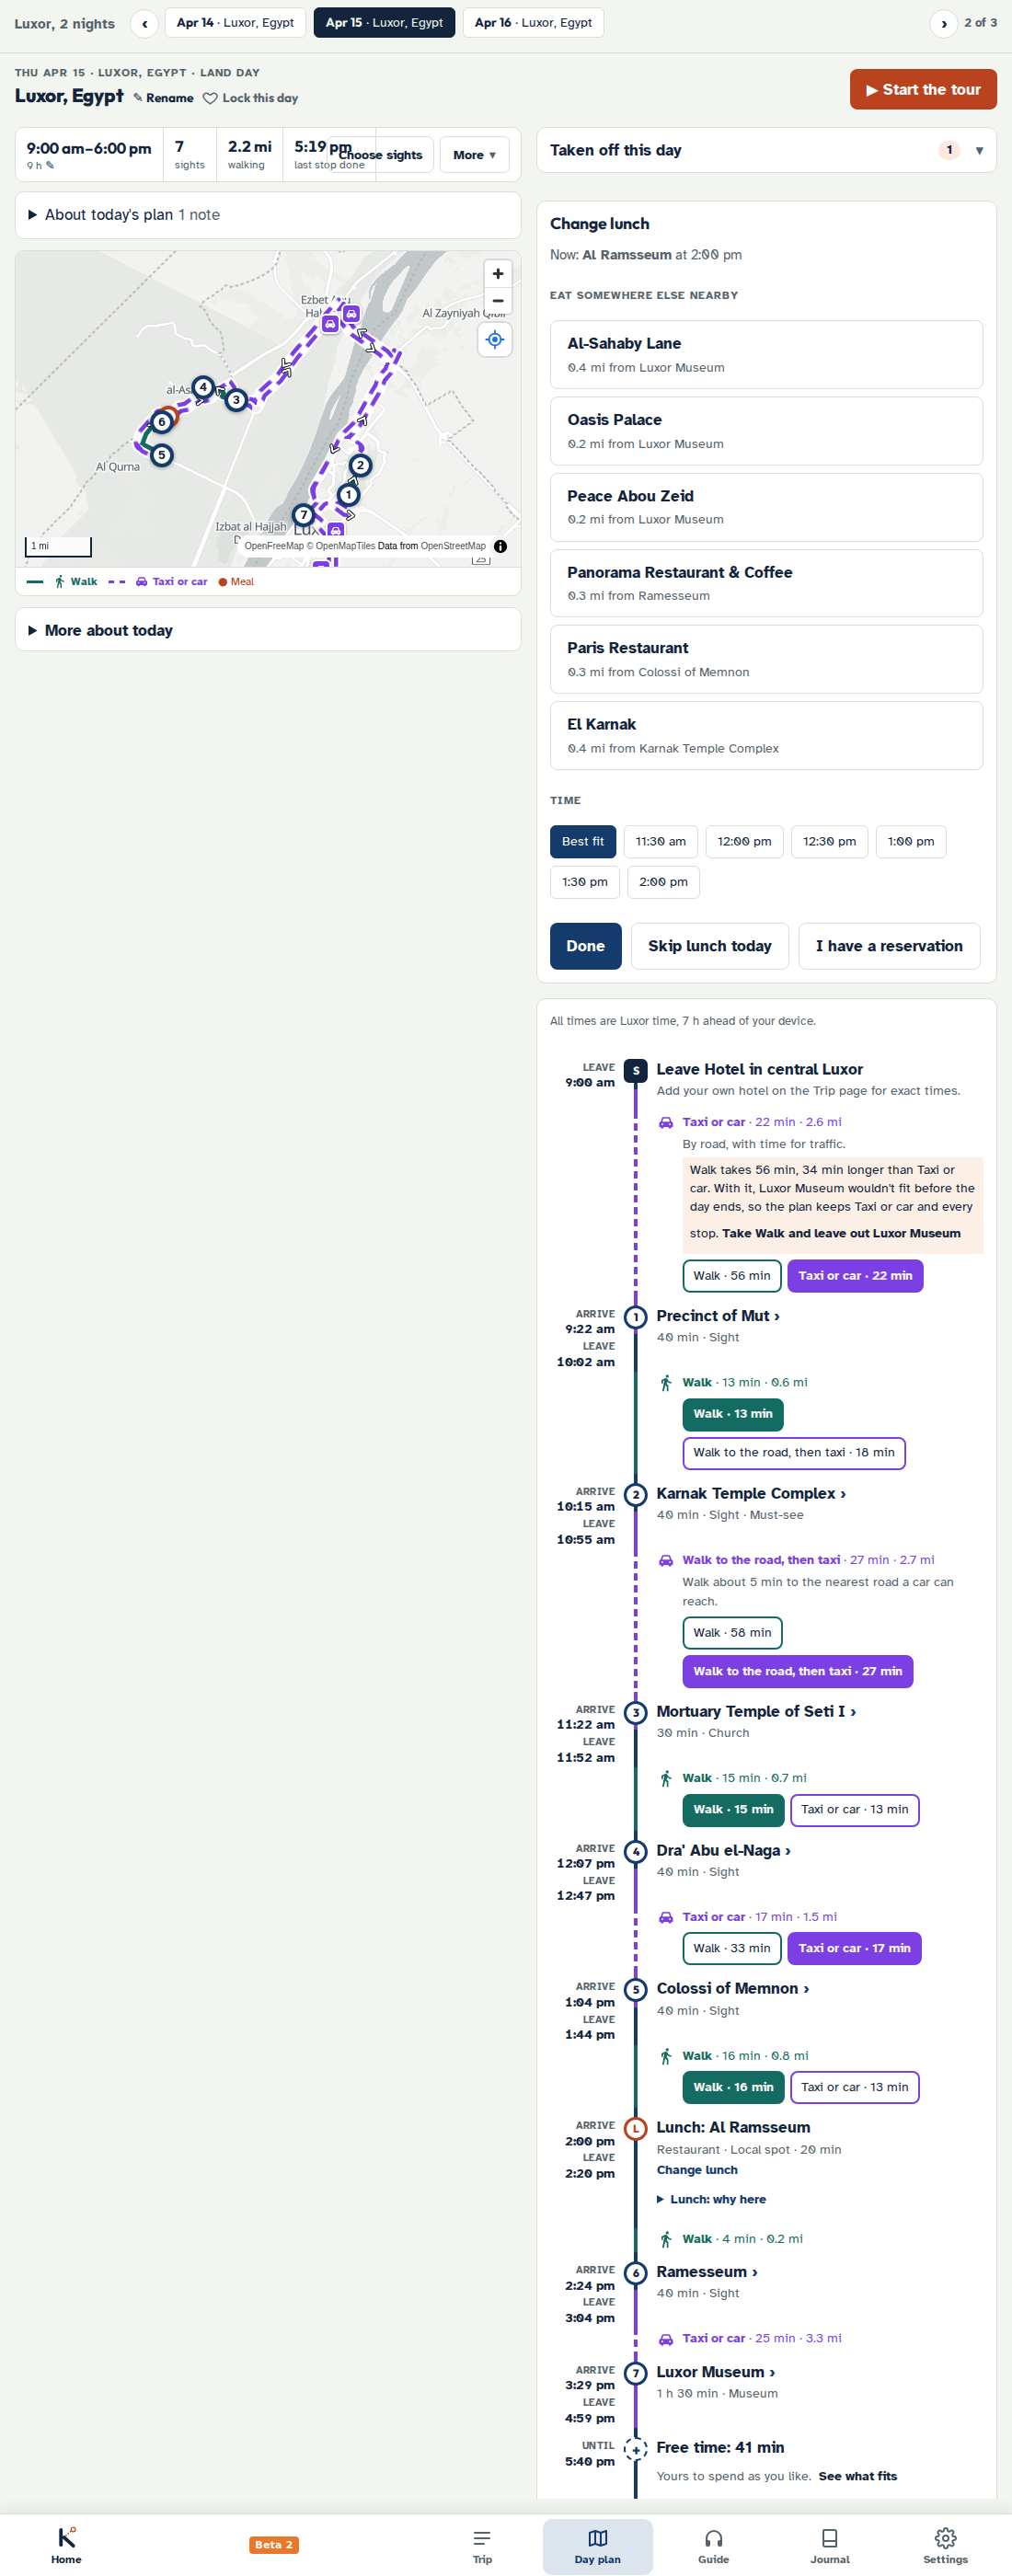 Luxor, 2 nights
‹
Apr 14 · Luxor, Egypt
Apr 15 · Luxor, Egypt
Apr 16 · Luxor, Egypt
›
2 of 3
THU APR 15 · LUXOR, EGYPT · LAND DAY
Luxor, Egypt
✎ Rename
Lock this day
▶ Start the tour
9:00 am–6:00 pm
9 h ✎
7
sights
2.2 mi
walking
5:19 pm
last stop done
Choose sights
More ▾
About today's plan 1 note
Al Zayniyah
al-As
4
3
6
5
Al Qurna
2
1
7
Izbat al Hajjah
1 mi
OpenFreeMap © OpenMapTiles Data from OpenStreetMap
Walk
Taxi or car
Meal
More about today
Taken off this day
1
Change lunch
Now: Al Ramsseum at 2:00 pm
EAT SOMEWHERE ELSE NEARBY
Al-Sahaby Lane
0.4 mi from Luxor Museum
Oasis Palace
0.2 mi from Luxor Museum
Peace Abou Zeid
0.2 mi from Luxor Museum
Panorama Restaurant & Coffee
0.3 mi from Ramesseum
Paris Restaurant
0.3 mi from Colossi of Memnon
El Karnak
0.4 mi from Karnak Temple Complex
TIME
Best fit
11:30 am
12:00 pm
12:30 pm
1:00 pm
1:30 pm
2:00 pm
Done
Skip lunch today
I have a reservation
All times are Luxor time, 7 h ahead of your device.
LEAVE
9:00 am
S
Leave Hotel in central Luxor
Add your own hotel on the Trip page for exact times.
Taxi or car · 22 min · 2.6 mi
By road, with time for traffic.
Walk takes 56 min, 34 min longer than Taxi or
car. With it, Luxor Museum wouldn't fit before the
day ends, so the plan keeps Taxi or car and every
stop. Take Walk and leave out Luxor Museum
Walk · 56 min
Taxi or car · 22 min
ARRIVE
9:22 am
LEAVE
10:02 am
1
Precinct of Mut ›
40 min · Sight
Walk · 13 min · 0.6 mi
Walk · 13 min
Walk to the road, then taxi · 18 min
ARRIVE
10:15 am
LEAVE
10:55 am
2
Karnak Temple Complex ›
40 min · Sight · Must-see
Walk to the road, then taxi · 27 min · 2.7 mi
Walk about 5 min to the nearest road a car can
reach.
Walk · 58 min
Walk to the road, then taxi · 27 min
ARRIVE
11:22 am
LEAVE
11:52 am
3
Mortuary Temple of Seti I ›
30 min · Church
Walk · 15 min · 0.7 mi
Walk · 15 min
Taxi or car · 13 min
ARRIVE
12:07 pm
LEAVE
12:47 pm
4
Dra' Abu el-Naga ›
40 min · Sight
Taxi or car · 17 min · 1.5 mi
Walk · 33 min
Taxi or car · 17 min
ARRIVE
1:04 pm
LEAVE
1:44 pm
5
Colossi of Memnon ›
40 min · Sight
Walk · 16 min · 0.8 mi
Walk · 16 min
Taxi or car · 13 min
ARRIVE
2:00 pm
LEAVE
2:20 pm
L
Lunch: Al Ramsseum
Restaurant · Local spot · 20 min
Change lunch
Lunch: why here
Walk · 4 min · 0.2 mi
ARRIVE
2:24 pm
LEAVE
3:04 pm
6
Ramesseum ›
40 min · Sight
Taxi or car · 25 min · 3.3 mi
ARRIVE
3:29 pm
LEAVE
4:59 pm
7
Luxor Museum ›
1 h 30 min · Museum
UNTIL
5:40 pm
+
Free time: 41 min
Yours to spend as you like. See what fits
Home
Beta 2
Trip
Day plan
Guide
Journal
Settings